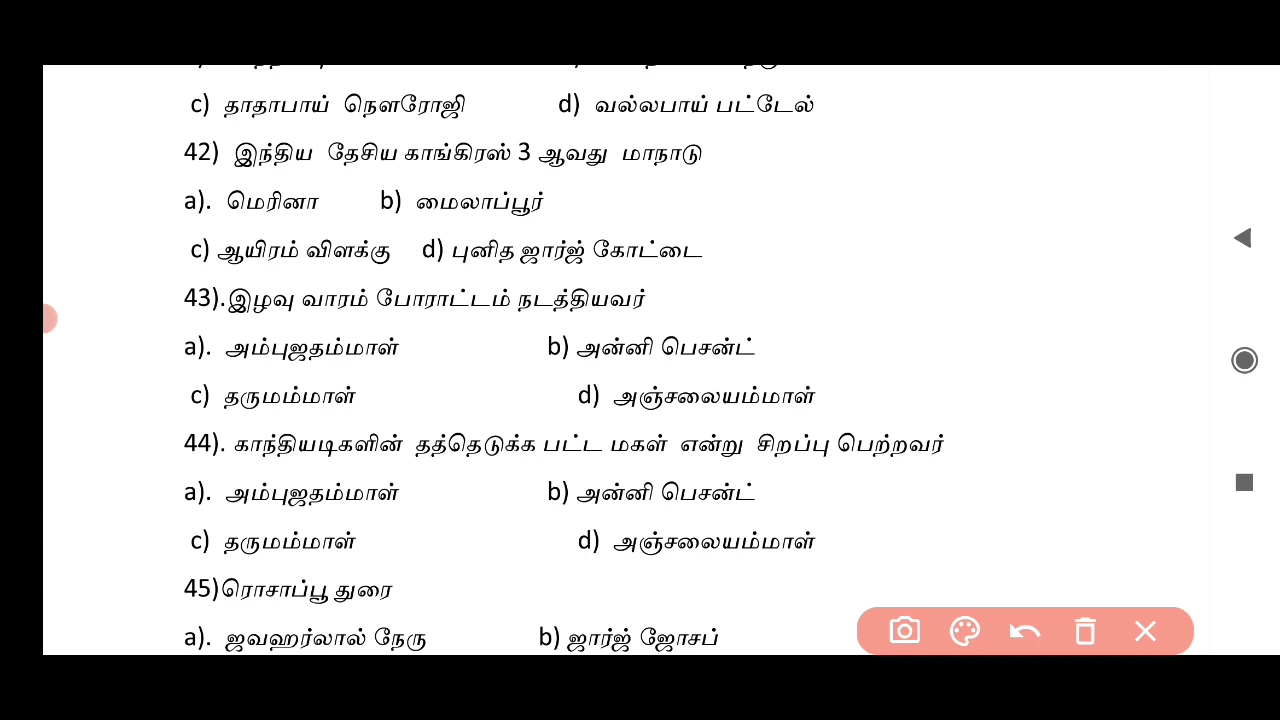 c) தாதாபாய் நௌரோஜி d) வல்லபாய் பட்டேல்
42) இந்திய தேசிய காங்கிரஸ் 3 ஆவது மாநாடு
a). மெரினா b) மைலாப்பூர்
c) ஆயிரம் விளக்கு d) புனித ஜார்ஜ் கோட்டை
43).இழவு வாரம் போராட்டம் நடத்தியவர்
a). அம்புஜதம்மாள் b) அன்னி பெசன்ட்
c) தருமம்மாள் d) அஞ்சலையம்மாள்
44). காந்தியடிகளின் தத்தெடுக்க பட்ட மகள் என்று சிறப்பு பெற்றவர்
a). அம்புஜதம்மாள் b) அன்னி பெசன்ட்
c) தருமம்மாள் d) அஞ்சலையம்மாள்
45)ரொசாப்பூ துரை
a). ஜவஹர்லால் நேரு b) ஜார்ஜ் ஜோசப்